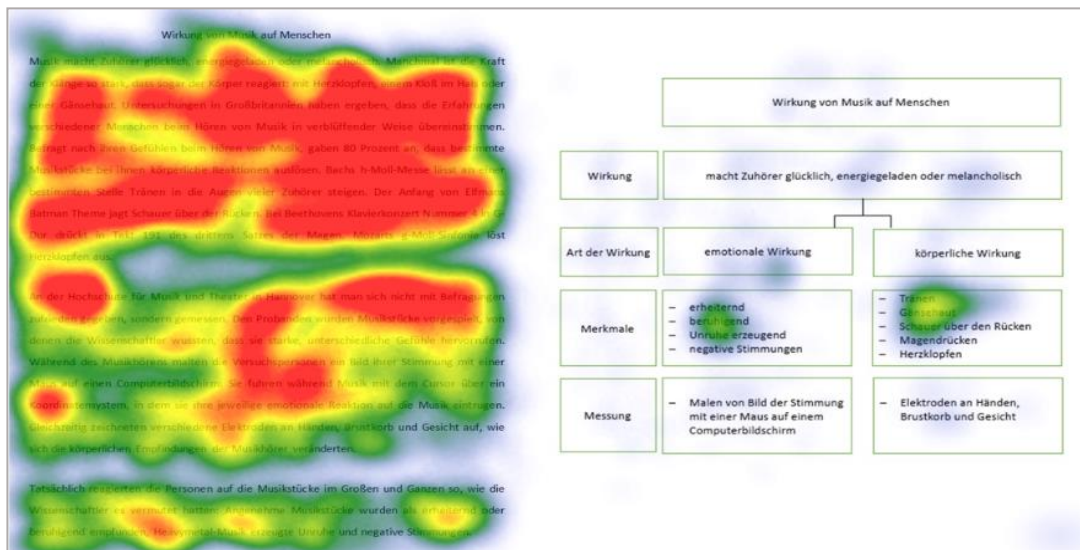 Wirkung von Musik auf Menschen
Musik macht Zuhörer glücklich, energiegeladen oder melancholisch. Manchmal ist die Kraft
der Klänge so stark, dass sogar der Körper reagiert: mit Herzklopfen, einem Kloß im Hals oder
einer Gänsehaut. Untersuchungen in Großbritannien haben ergeben, dass die Erfahrungen
verschiedener Menschen beim Hören von Musik in verblüffender Weise übereinstimmen.
Befragt nach ihren Gefühlen beim Hören von Musik, gaben 80 Prozent an, dass bestimmte
Musikstücke bei ihnen körperliche Reaktionen auslösen. Bachs h-Moll-Messe lässt an einer
bestimmten Stelle Tränen in die Augen vieler Zuhörer steigen. Der Anfang von Elfmans
Batman Theme jagt Schauer über den Rücken. Bei Beethovens Klavierkonzert Nummer 4 in G-
Dur drückt in Takt 191 des dritten Satzes der Magen. Mozarts g-Moll-Sinfonie löst
Herzklopfen aus.
An der Hochschule für Musik und Theater in Hannover hat man sich nicht mit Befragungen
zufrieden gegeben, sondern gemessen. Den Probanden wurden Musikstücke vorgespielt, von
denen die Wissenschaftler wussten, dass sie starke, unterschiedliche Gefühle hervorrufen.
Während des Musikhörens malten die Versuchspersonen ein Bild ihrer Stimmung mit einer
Maus auf einen Computerbildschirm. Sie fuhren während Musik mit dem Cursor über ein
Koordinatensystem, in dem sie ihre jeweilige emotionale Reaktion auf die Musik eintrugen.
Gleichzeitig zeichneten verschiedene Elektroden an Händen, Brustkorb und Gesicht auf, wie
sich die körperlichen Empfindungen der Musikhörer veränderten.
Tatsächlich reagierten die Personen auf die Musikstücke im Großen und Ganzen so, wie die
Wissenschaftler es vermutet hatten: Angenehme Musikstücke wurden als erheiternd oder
beruhigend empfunden, Heavymetal-Musik erzeugte Unruhe und negative Stimmungen.
Wirkung von Musik auf Menschen
Wirkung
macht Zuhörer glücklich, energiegeladen oder melancholisch
Art der Wirkung
emotionale Wirkung
körperliche Wirkung
Merkmale
– erheiternd
– beruhigend
– Unruhe erzeugend
– negative Stimmungen
– Tränen
– Gänsehaut
– Schauer über den Rücken
– Magendrücken
– Herzklopfen
Messung
– Malen von Bild der Stimmung
mit einer Maus auf einem
Computerbildschirm
– Elektroden an Händen,
Brustkorb und Gesicht